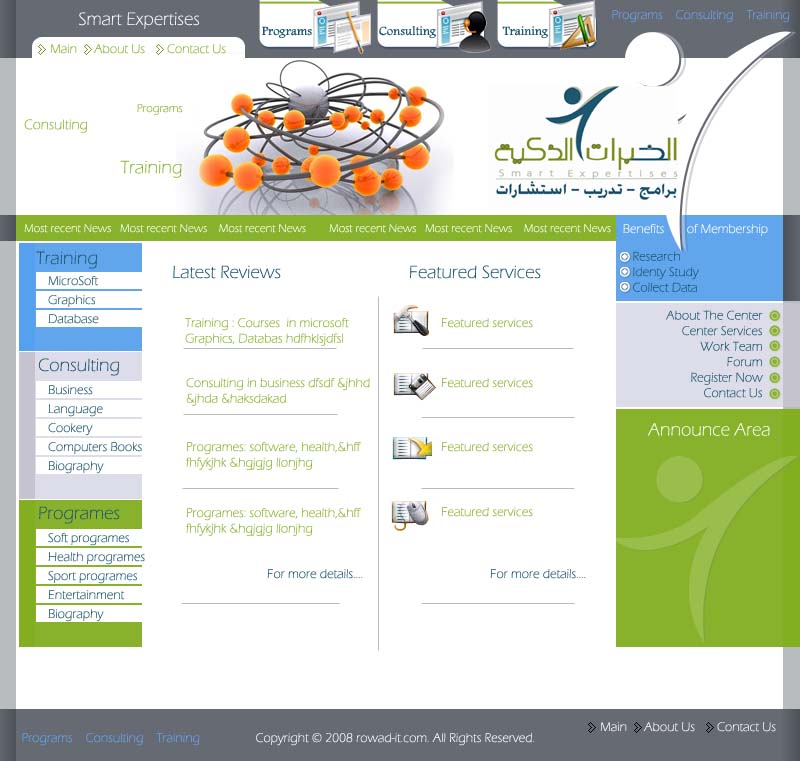 Smart Expertises
Programs
Consulting
Training
Programs Consulting Training
Main About Us Contact Us
Programs
Consulting
Training
الخبرات الذكية
Smart Expertises
برامج - تدريب - استشارات
Most recent News Most recent News Most recent News Most recent News Most recent News Most recent News
Benefits of Membership
Research
Identy Study
Collect Data
Training
MicroSoft
Graphics
Database
Consulting
Business
Language
Cookery
Computers Books
Biography
Programes
Soft programes
Health programes
Sport programes
Entertainment
Biography
Latest Reviews
Training : Courses in microsoft
Graphics, Databas hdfhklsjdfsl
Consulting in business dfsdf &jhhd
&jhda &haksdakad
Programes: software, health,&hff
fhfykjhk &hgjgjg llonjhg
Programes: software, health,&hff
fhfykjhk &hgjgjg llonjhg
For more details....
Featured Services
Featured services
Featured services
Featured services
Featured services
For more details....
About The Center
Center Services
Work Team
Forum
Register Now
Contact Us
Announce Area
Main About Us Contact Us
Programs Consulting Training
Copyright © 2008 rowad-it.com. All Rights Reserved.